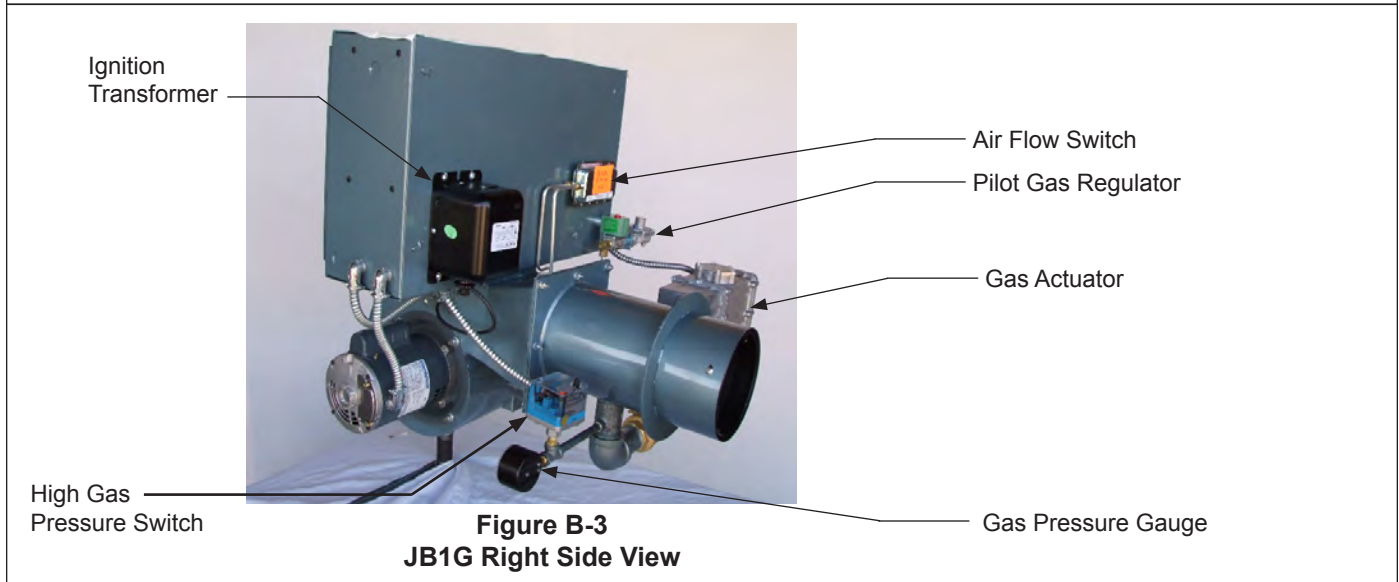 Ignition
Transformer
Air Flow Switch
Pilot Gas Regulator
Gas Actuator
High Gas
Pressure Switch
Gas Pressure Gauge
Figure B-3
JB1G Right Side View